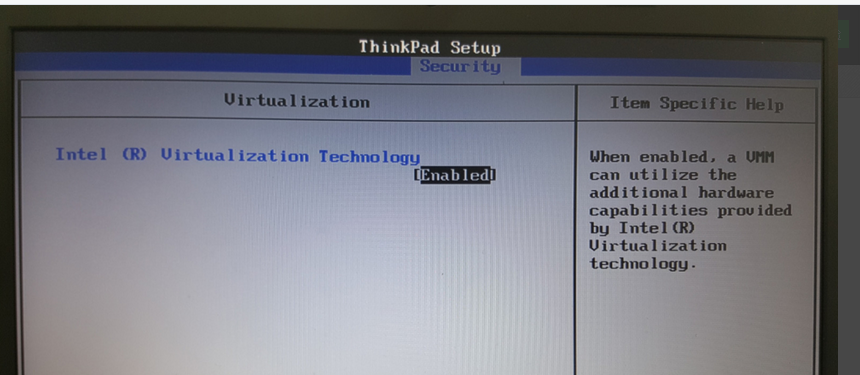 ThinkPad Setup
Security
Virtualization
Item Specific Help
Intel (R) Virtualization Technology
[Enabled]
When enabled, a VMM
can utilize the
additional hardware
capabilities provided
by Intel(R)
Virtualization
technology.